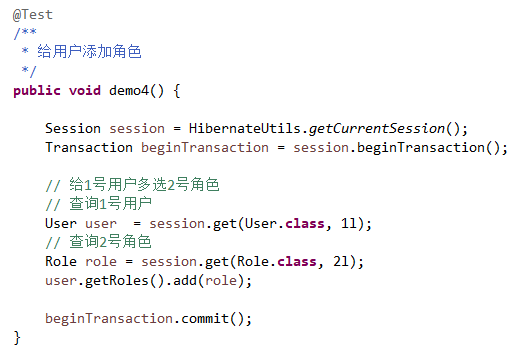 @Test
/**
 * 给用户添加角色
 */
public void demo4() {
    Session session = HibernateUtils.getCurrentSession();
    Transaction beginTransaction = session.beginTransaction();
    // 给1号用户多选2号角色
    // 查询1号用户
    User user  = session.get(User.class, 1l);
    // 查询2号角色
    Role role = session.get(Role.class, 2l);
    user.getRoles().add(role);
    beginTransaction.commit();
}